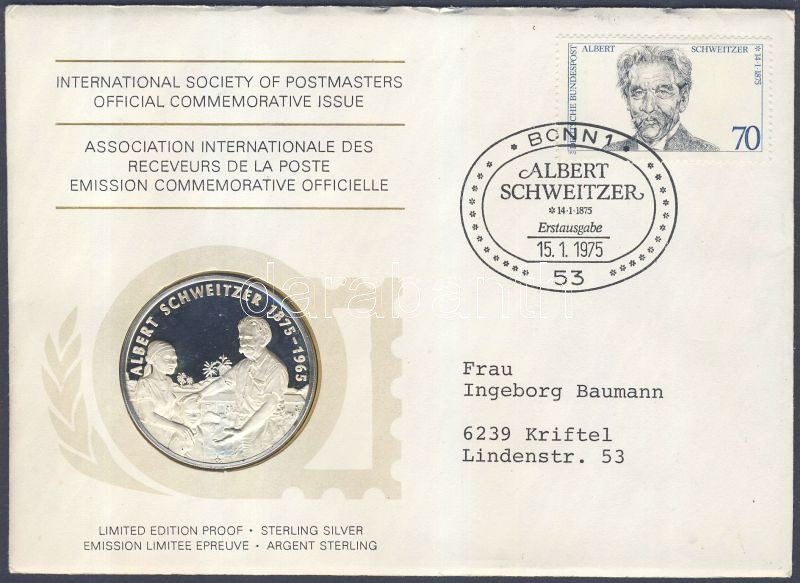 INTERNATIONAL SOCIETY OF POSTMASTERS
OFFICIAL COMMEMORATIVE ISSUE
ASSOCIATION INTERNATIONALE DES
RECEVEURS DE LA POSTE
EMISSION COMMEMORATIVE OFFICIELLE
ALBERT SCHWEITZER 1875-1965
LIMITED EDITION PROOF • STERLING SILVER
EMISSION LIMITEE EPREUVE • ARGENT STERLING
DEUTSCHE BUNDESPOST
ALBERT SCHWEITZER
*14·1·1875
70
BONN 1
ALBERT
SCHWEITZER
*14·1·1875
Erstausgabe
15.1.1975
53
Frau
Ingeborg Baumann
6239 Kriftel
Lindenstr. 53
darabanth